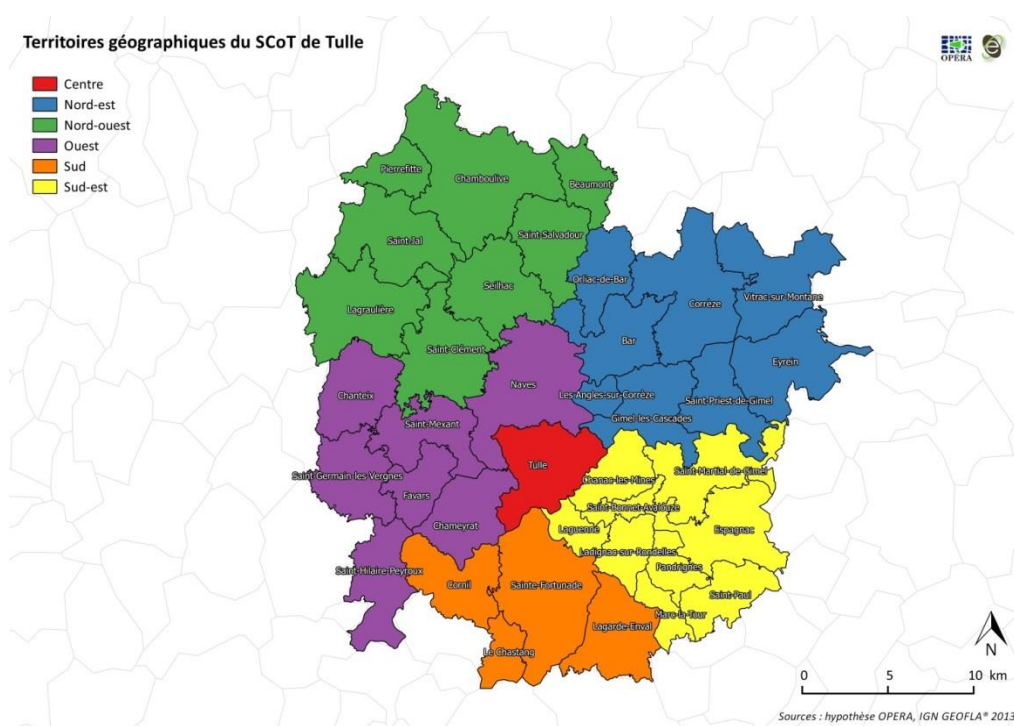 Territoires géographiques du SCoT de Tulle
OPERA
e
Centre
Nord-est
Nord-ouest
Ouest
Sud
Sud-est
Pierrefitte
Chamboulive
Beaumont
Saint-Jal
Saint-Salvadour
Orliac-de-Bar
Seilhac
Corrèze
Vitrac-sur-Montane
Lagraulière
Saint-Clément
Bar
Eyrein
Chanteix
Naves
Les Angles-sur-Corrèze
Saint-Priest-de-Gimel
Gimel-les-Cascades
Saint-Mexant
Tulle
Saint-Martial-de-Gimel
Saint-Germain-les-Vergnes
Chanac-les-Mines
Favars
Saint-Bonnet-Avalouze
Chameyrat
Laguenne
Espagnac
Ladignac-sur-Rondelles
Pandrignes
Saint-Hilaire-Peyroux
Cornil
Sainte-Fortunade
Saint-Paul
Marc-la-Tour
Lagarde-Enval
Le Chastang
N
0 5 10 km
Sources : hypothèse OPERA, IGN GEOFLA® 2013